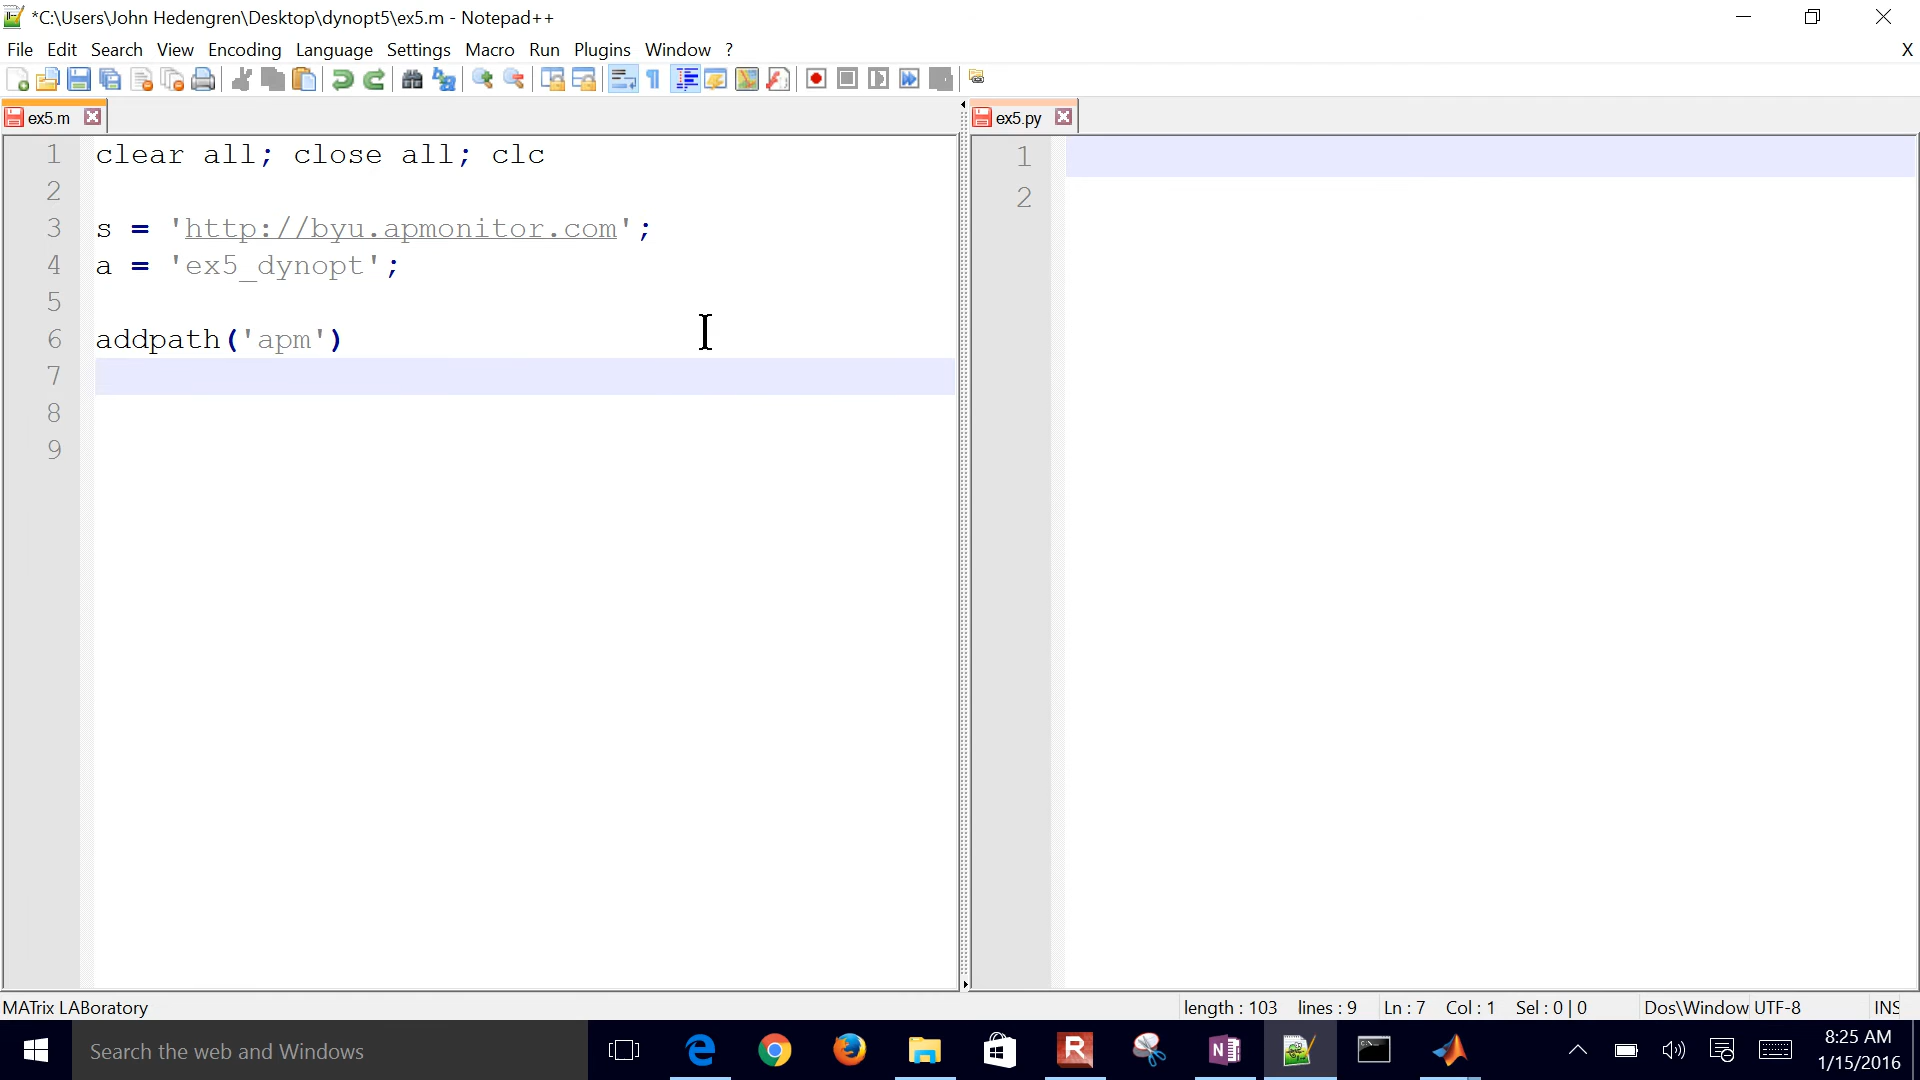 *C:\Users\John Hedengren\Desktop\dynopt5\ex5.m - Notepad++
File Edit Search View Encoding Language Settings Macro Run Plugins Window ? X
ex5.m
1 clear all; close all; clc
2
3 s = 'http://byu.apmonitor.com';
4 a = 'ex5_dynopt';
5
6 addpath('apm')
7
8
9
ex5.py
1
2
MATrix LABoratory length : 103 lines : 9 Ln : 7 Col : 1 Sel : 0 | 0 Dos\Window UTF-8 INS
Search the web and Windows
8:25 AM
1/15/2016